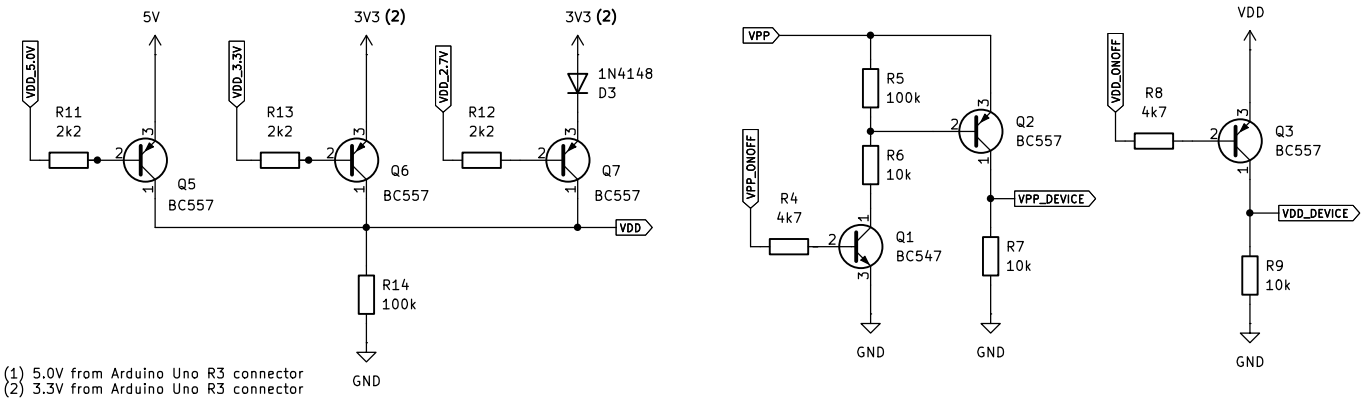 5V
3V3 (2)
3V3 (2)
VDD_5.0V
VDD_3.3V
VDD_2.7V
1N4148
D3
R11
2k2
R13
2k2
R12
2k2
3
2
1
3
2
1
3
2
1
Q5
BC557
Q6
BC557
Q7
BC557
VDD
R14
100k
GND
(1) 5.0V from Arduino Uno R3 connector
(2) 3.3V from Arduino Uno R3 connector
VPP
R5
100k
3
2
1
Q2
BC557
R6
10k
VPP_ONOFF
R4
4k7
1
2
3
Q1
BC547
VPP_DEVICE
R7
10k
GND
GND
VDD
VDD_ONOFF
R8
4k7
3
2
1
Q3
BC557
VDD_DEVICE
R9
10k
GND